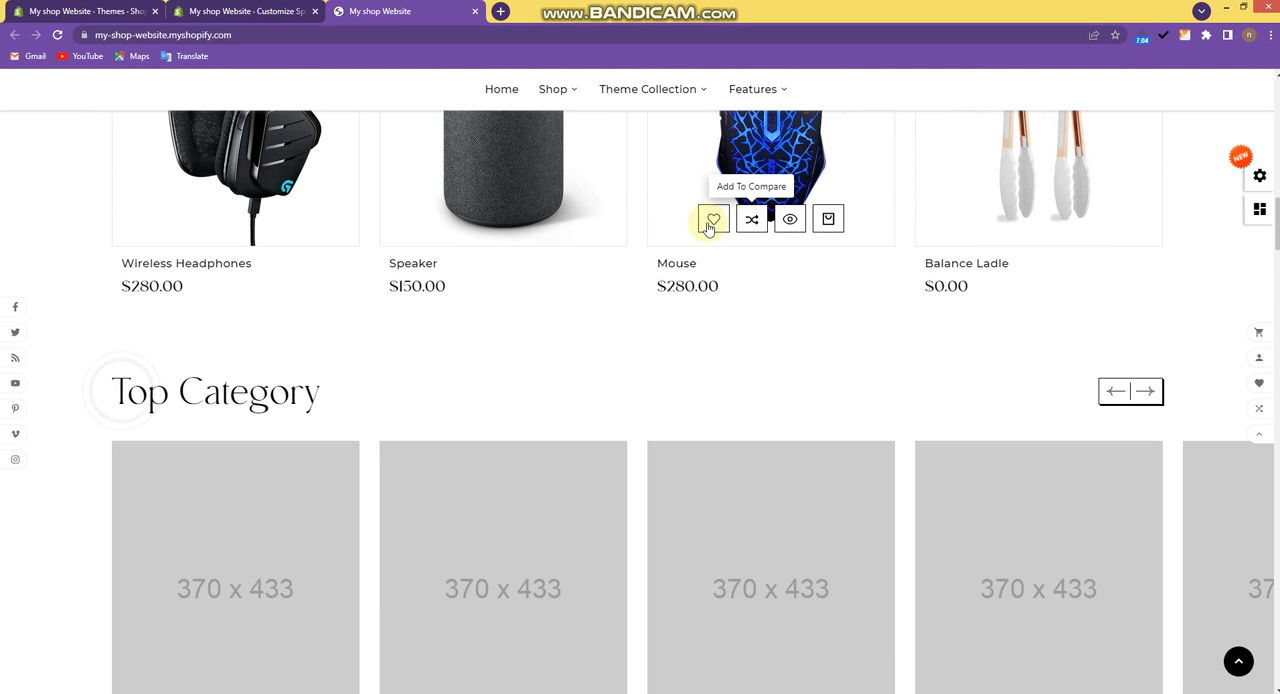 My shop Website - Themes - Sho
My shop Website - Customize Sp
My shop Website
www.BANDICAM.com
my-shop-website.myshopify.com
7.04
n
Gmail
YouTube
Maps
Translate
Home
Shop
Theme Collection
Features
NEW
Add To Compare
Wireless Headphones
Speaker
Mouse
Balance Ladle
$280.00
$150.00
$280.00
$0.00
Top Category
370 x 433
370 x 433
370 x 433
370 x 433
37